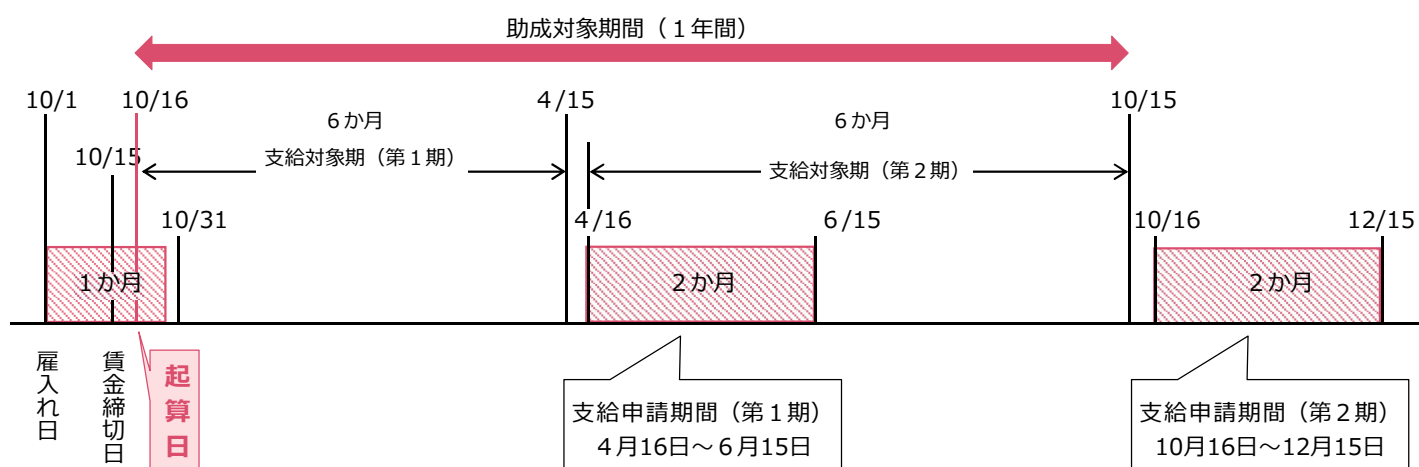 助成対象期間（１年間）
10/1
10/16
4/15
10/15
６か月
６か月
10/15
支給対象期（第１期）
支給対象期（第２期）
10/31
4/16
6/15
10/16
12/15
１か月
２か月
２か月
雇入れ日
賃金締切日
起算日
支給申請期間（第１期）
４月16日～６月15日
支給申請期間（第２期）
10月16日～12月15日